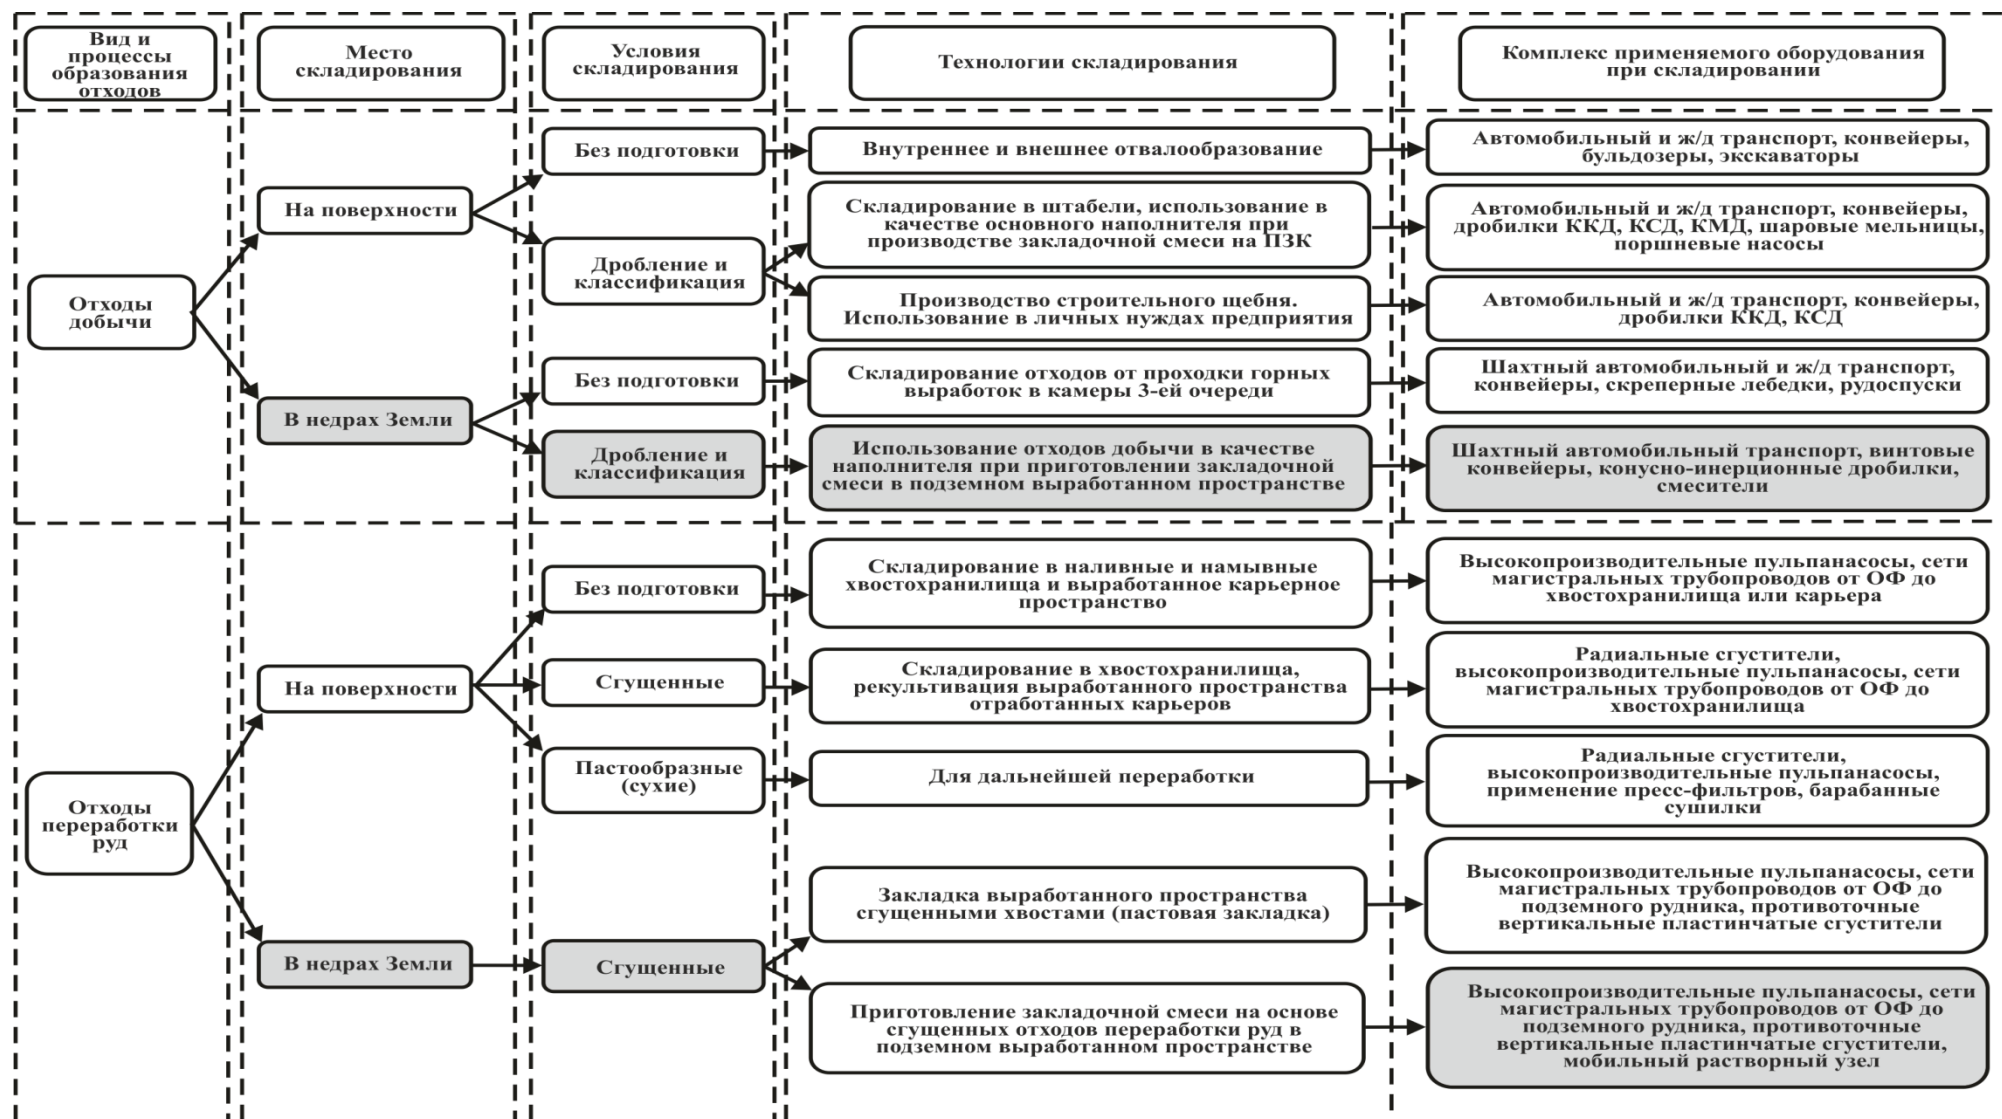 Вид и
процессы
образования
отходов
Место
складирования
Условия
складирования
Технологии складирования
Комплекс применяемого оборудования
при складировании
Отходы
добычи
На поверхности
Без подготовки
Внутреннее и внешнее отвалообразование
Автомобильный и ж/д транспорт, конвейеры,
бульдозеры, экскаваторы
Дробление и
классификация
Складирование в штабели, использование в
качестве основного наполнителя при
производстве закладочной смеси на ПЗК
Автомобильный и ж/д транспорт, конвейеры,
дробилки ККД, КСД, КМД, шаровые мельницы,
поршневые насосы
Производство строительного щебня.
Использование в личных нуждах предприятия
Автомобильный и ж/д транспорт, конвейеры,
дробилки ККД, КСД
В недрах Земли
Без подготовки
Складирование отходов от проходки горных
выработок в камеры 3-ей очереди
Шахтный автомобильный и ж/д транспорт,
конвейеры, скреперные лебедки, рудоспуски
Дробление и
классификация
Использование отходов добычи в качестве
наполнителя при приготовлении закладочной
смеси в подземном выработанном пространстве
Шахтный автомобильный транспорт, винтовые
конвейеры, конусно-инерционные дробилки,
смесители
Отходы
переработки
руд
На поверхности
Без подготовки
Складирование в наливные и намывные
хвостохранилища и выработанное карьерное
пространство
Высокопроизводительные пульпанасосы, сети
магистральных трубопроводов от ОФ до
хвостохранилища или карьера
Сгущенные
Складирование в хвостохранилища,
рекультивация выработанного пространства
отработанных карьеров
Радиальные сгустители,
высокопроизводительные пульпанасосы, сети
магистральных трубопроводов от ОФ до
хвостохранилища
Пастообразные
(сухие)
Для дальнейшей переработки
Радиальные сгустители,
высокопроизводительные пульпанасосы,
применение пресс-фильтров, барабанные
сушилки
В недрах Земли
Сгущенные
Закладка выработанного пространства
сгущенными хвостами (пастовая закладка)
Высокопроизводительные пульпанасосы, сети
магистральных трубопроводов от ОФ до
подземного рудника, противоточные
вертикальные пластинчатые сгустители
Приготовление закладочной смеси на основе
сгущенных отходов переработки руд в
подземном выработанном пространстве
Высокопроизводительные пульпанасосы, сети
магистральных трубопроводов от ОФ до
подземного рудника, противоточные
вертикальные пластинчатые сгустители,
мобильный растворный узел